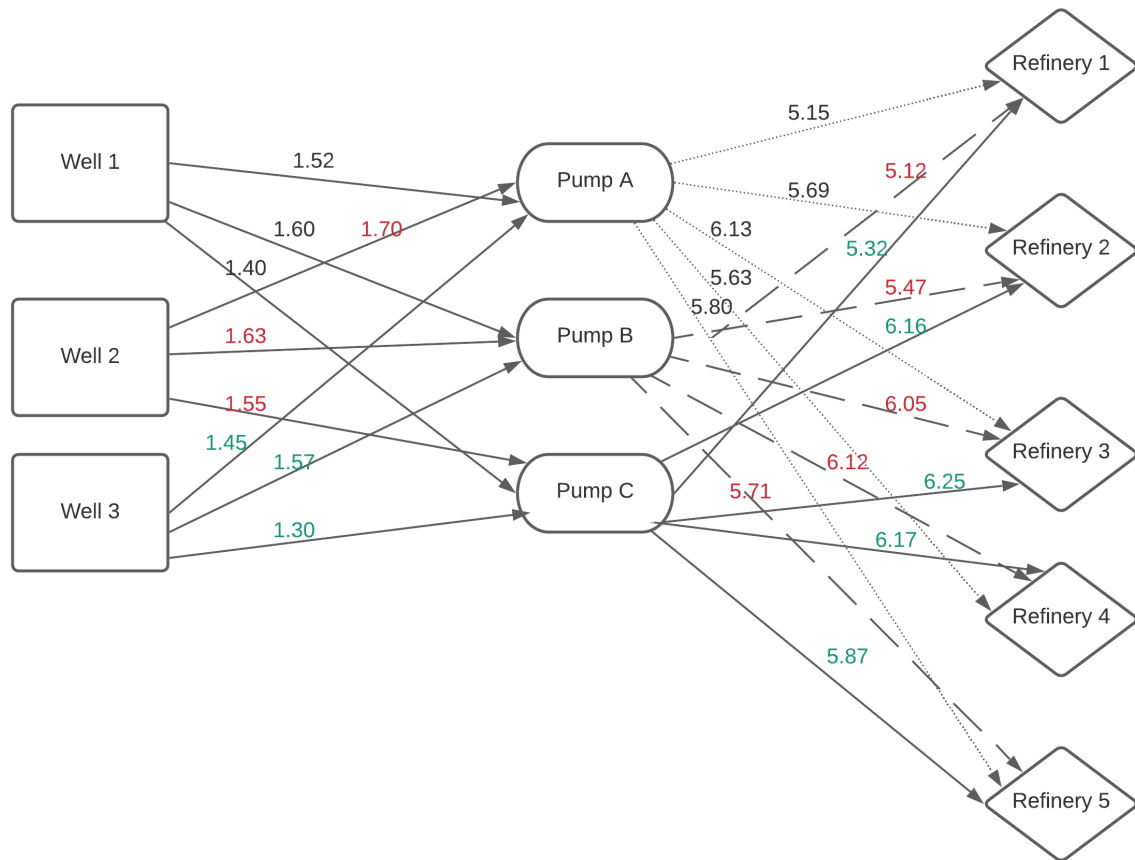 Refinery 1
5.15
Well 1
1.52
Pump A
5.12
5.69
1.60
1.70
6.13
5.32
Refinery 2
1.40
5.63
5.80
5.47
6.16
Well 2
1.63
Pump B
1.55
6.05
1.45
1.57
6.12
Refinery 3
5.71
6.25
Well 3
Pump C
1.30
6.17
Refinery 4
5.87
Refinery 5